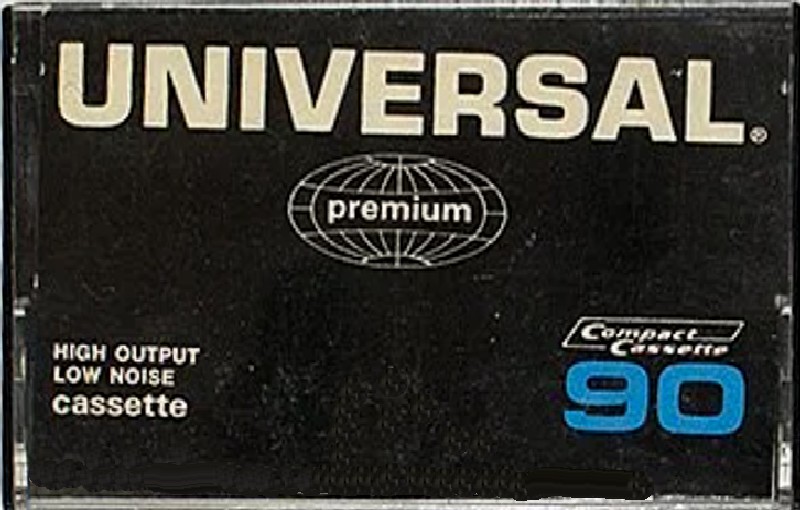 UNIVERSAL®
premium
Compact
Cassette
HIGH OUTPUT
LOW NOISE
cassette
90